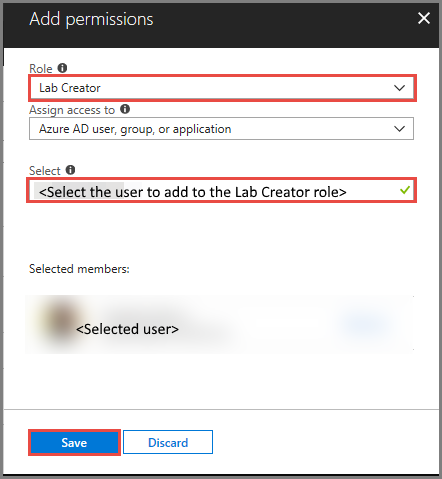 Add permissions
Role
Lab Creator
Assign access to
Azure AD user, group, or application
Select
<Select the user to add to the Lab Creator role>
Selected members:
<Selected user>
Save
Discard